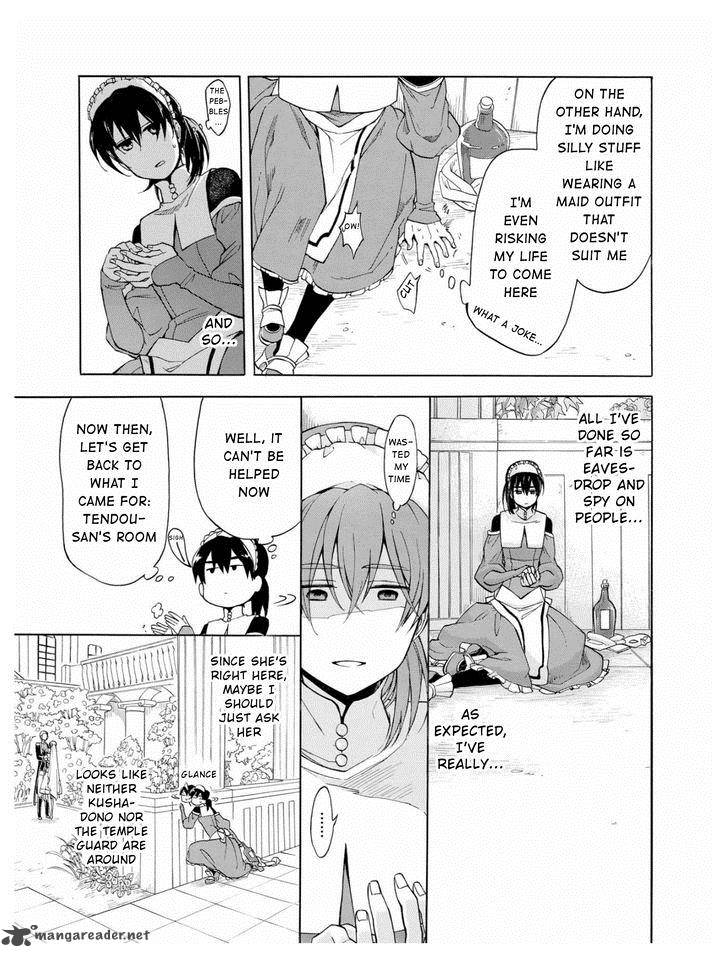 ON THE
OTHER HAND,
I'M DOING
SILLY STUFF
LIKE
WEARING A
MAID OUTFIT
THAT
DOESN'T
SUIT ME
I'M
EVEN
RISKING
MY LIFE
TO COME
HERE
WHAT A JOKE...
OW!
CUT
THE
PEB-
BLES
...
AND
SO...
ALL I'VE
DONE SO
FAR IS
EAVES-
DROP AND
SPY ON
PEOPLE...
AS
EXPECTED,
I'VE
REALLY...
WAS-
TED
MY
TIME
......
WELL, IT
CAN'T BE
HELPED
NOW
NOW THEN,
LET'S GET
BACK TO
WHAT I
CAME FOR:
TENDOU-
SAN'S ROOM
SIGH
SINCE SHE'S
RIGHT HERE,
MAYBE I
SHOULD
JUST ASK
HER
GLANCE
LOOKS LIKE
NEITHER
KUSHA-
DONO NOR
THE TEMPLE
GUARD ARE
AROUND
mangareader.net